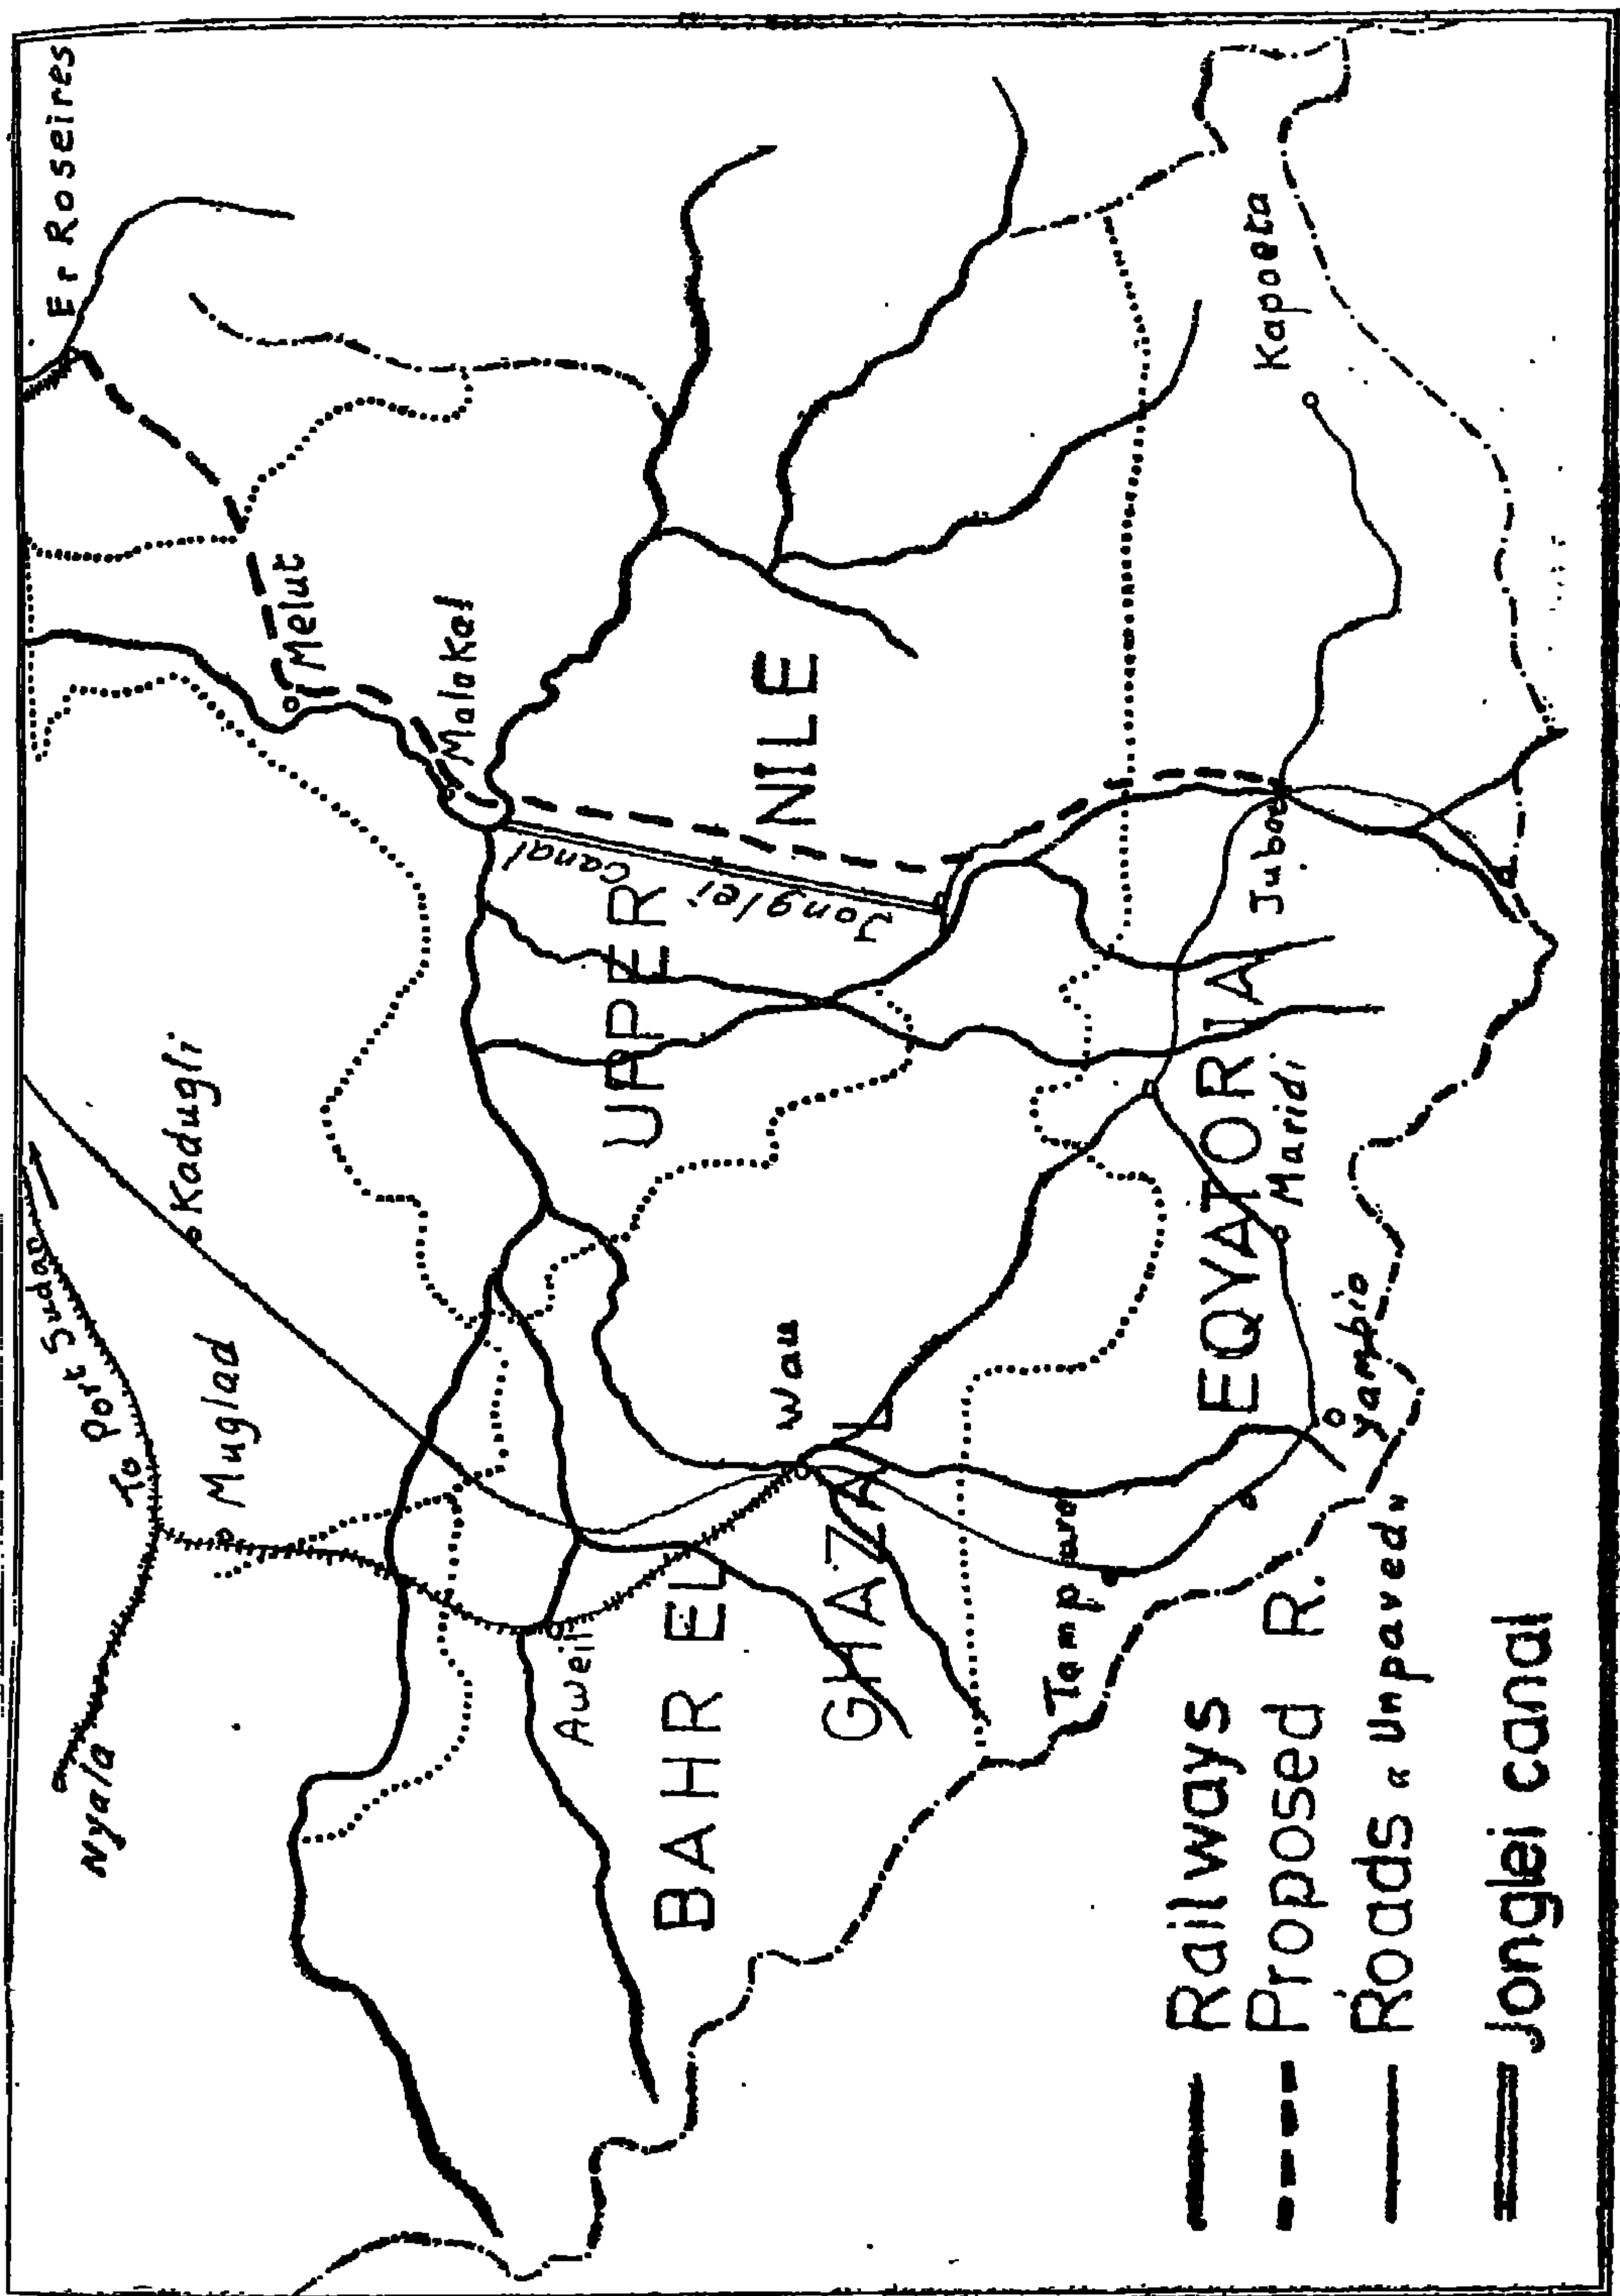 Er Roseires
To Port Sudan
Kadugli
Melut
Nyala
Muglad
Malakal
Canal
Jonglei
UPPER
NILE
Aweil
Wau
BAHR EL
GHAZAL
Kapoeta
Juba
EQYATORIA
Maridi
Yambio
Railways
Proposed R.
Roads « Unpaved »
Jonglei canal